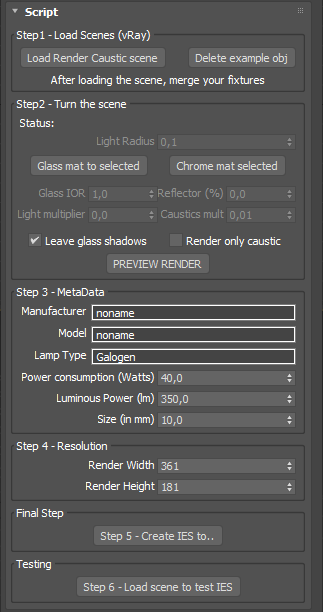 Script
Step1 - Load Scenes (vRay)
Load Render Caustic scene
Delete example obj
After loading the scene, merge your fixtures
Step2 - Turn the scene
Status:
Light Radius 0,1
Glass mat to selected
Chrome mat selected
Glass IOR 1,0 Reflector (%) 0,0
Light multiplier 0,0 Caustics mult 0,01
Leave glass shadows
Render only caustic
PREVIEW RENDER
Step 3 - MetaData
Manufacturer noname
Model noname
Lamp Type Galogen
Power consumption (Watts) 40,0
Luminous Power (lm) 350,0
Size (in mm) 10,0
Step 4 - Resolution
Render Width 361
Render Height 181
Final Step
Step 5 - Create IES to..
Testing
Step 6 - Load scene to test IES